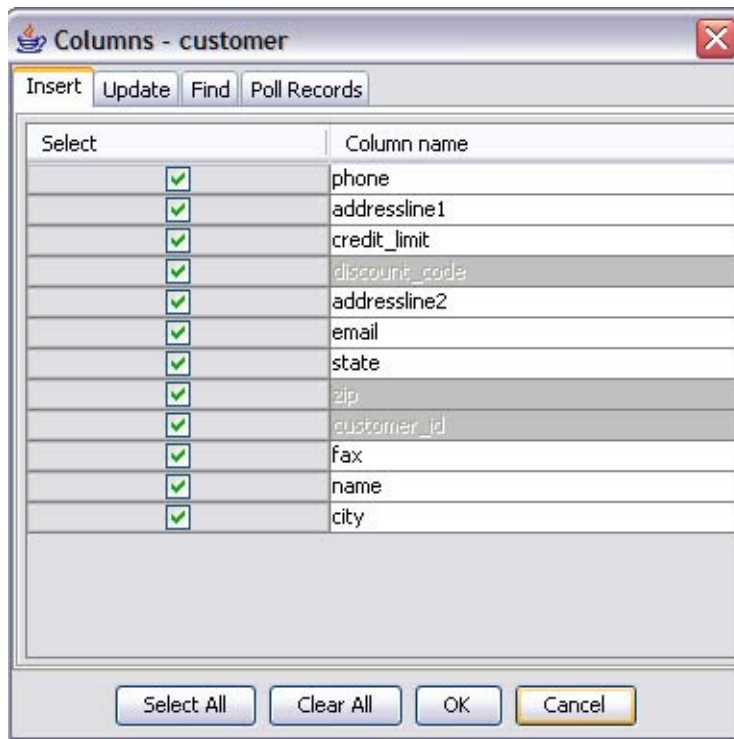 Columns - customer
Insert Update Find Poll Records
Select Column name
phone
addressline1
credit_limit
discount_code
addressline2
email
state
zip
customer_id
fax
name
city
Select All Clear All OK Cancel